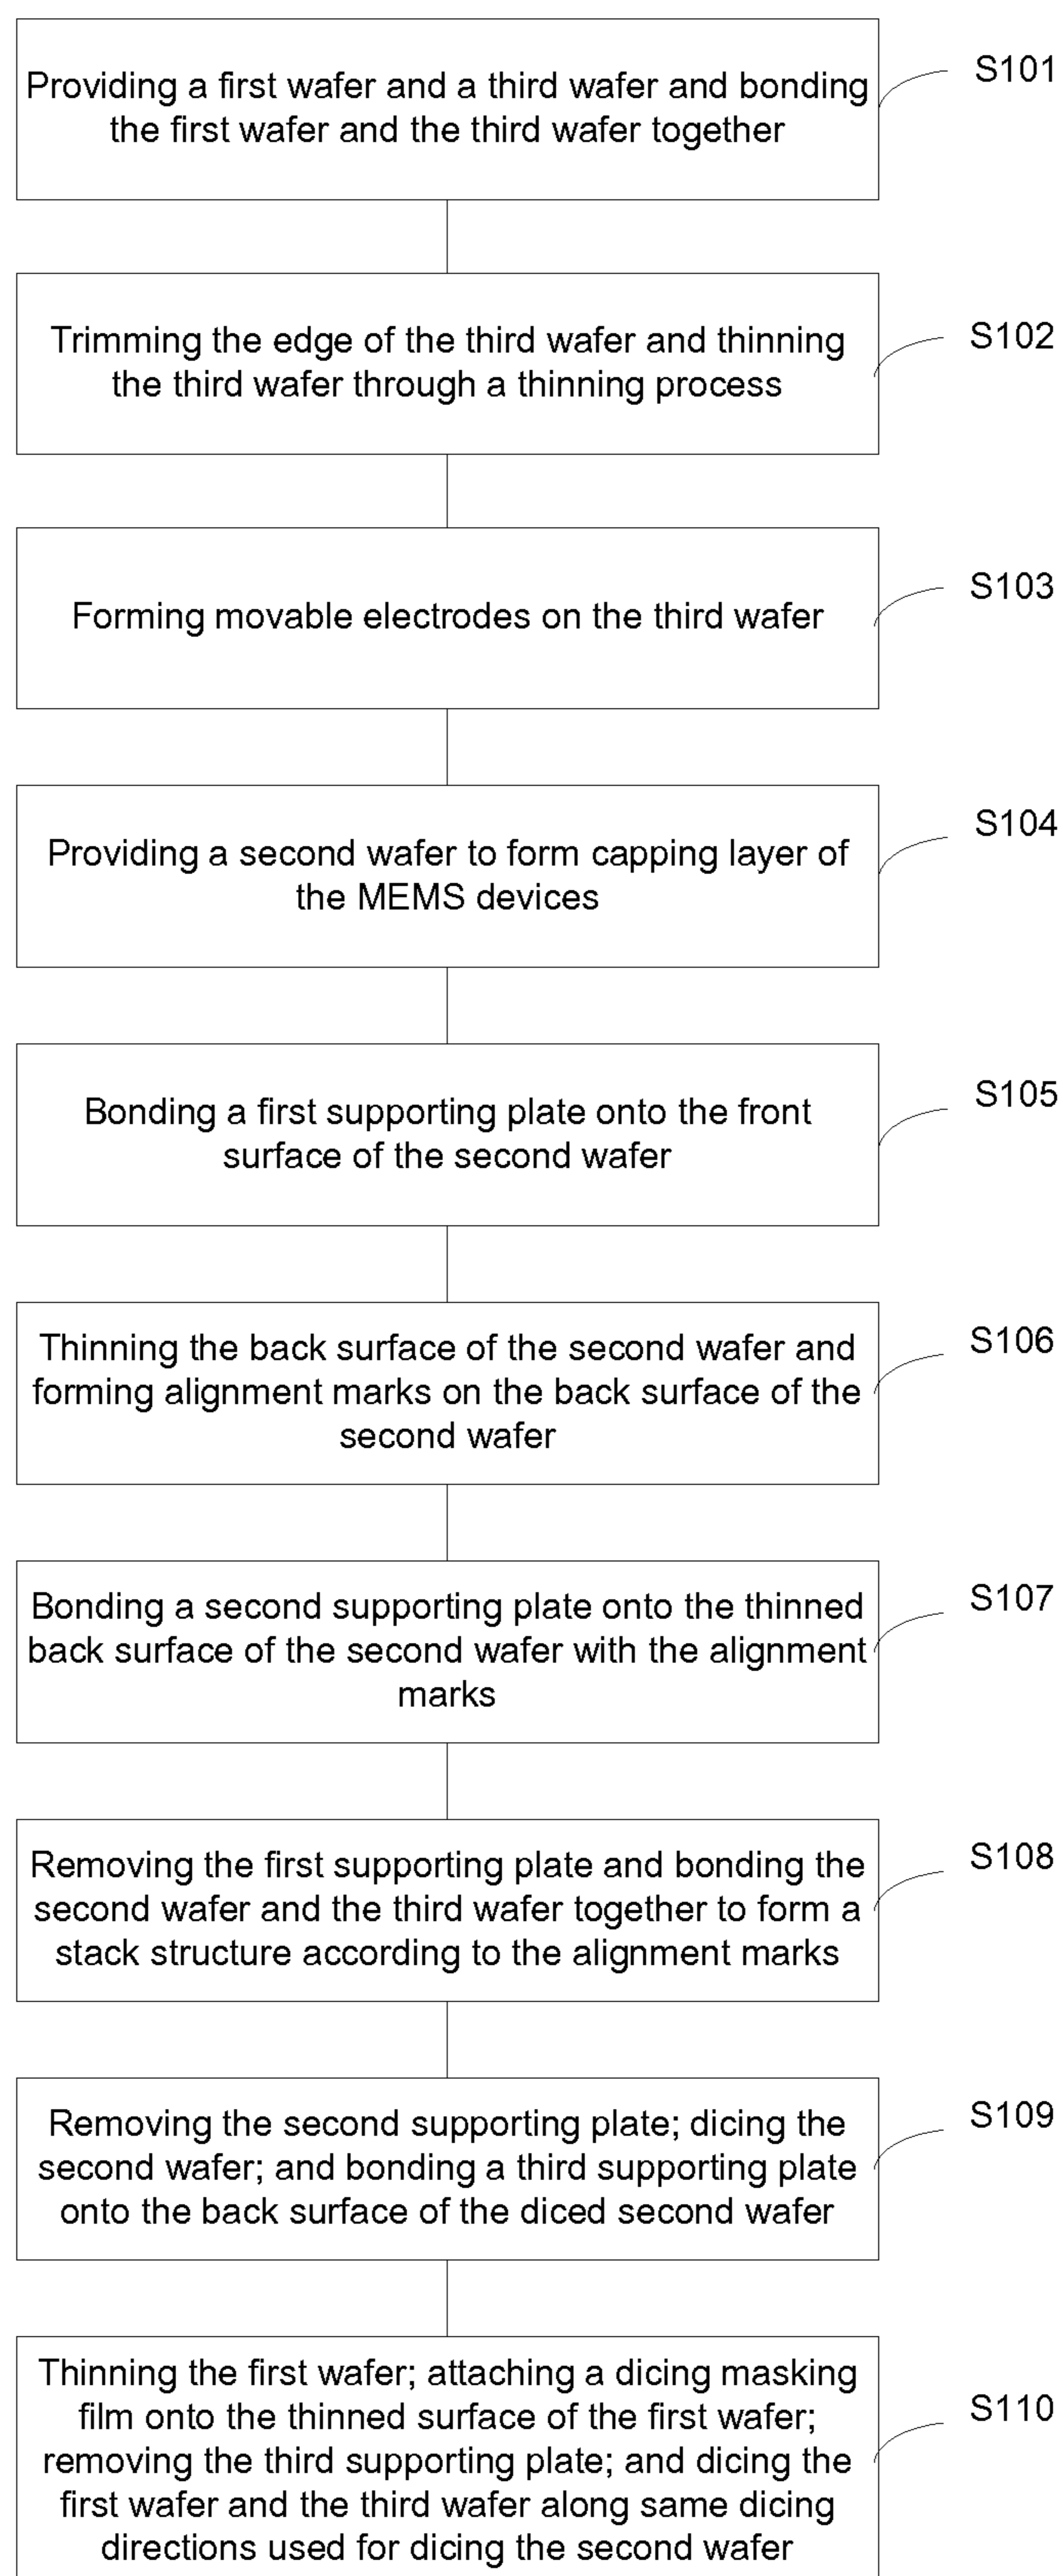 Providing a first wafer and a third wafer and bonding
the first wafer and the third wafer together
S101
Trimming the edge of the third wafer and thinning
the third wafer through a thinning process
S102
Forming movable electrodes on the third wafer
S103
Providing a second wafer to form capping layer of
the MEMS devices
S104
Bonding a first supporting plate onto the front
surface of the second wafer
S105
Thinning the back surface of the second wafer and
forming alignment marks on the back surface of the
second wafer
S106
Bonding a second supporting plate onto the thinned
back surface of the second wafer with the alignment
marks
S107
Removing the first supporting plate and bonding the
second wafer and the third wafer together to form a
stack structure according to the alignment marks
S108
Removing the second supporting plate; dicing the
second wafer; and bonding a third supporting plate
onto the back surface of the diced second wafer
S109
Thinning the first wafer; attaching a dicing masking
film onto the thinned surface of the first wafer;
removing the third supporting plate; and dicing the
first wafer and the third wafer along same dicing
directions used for dicing the second wafer
S110